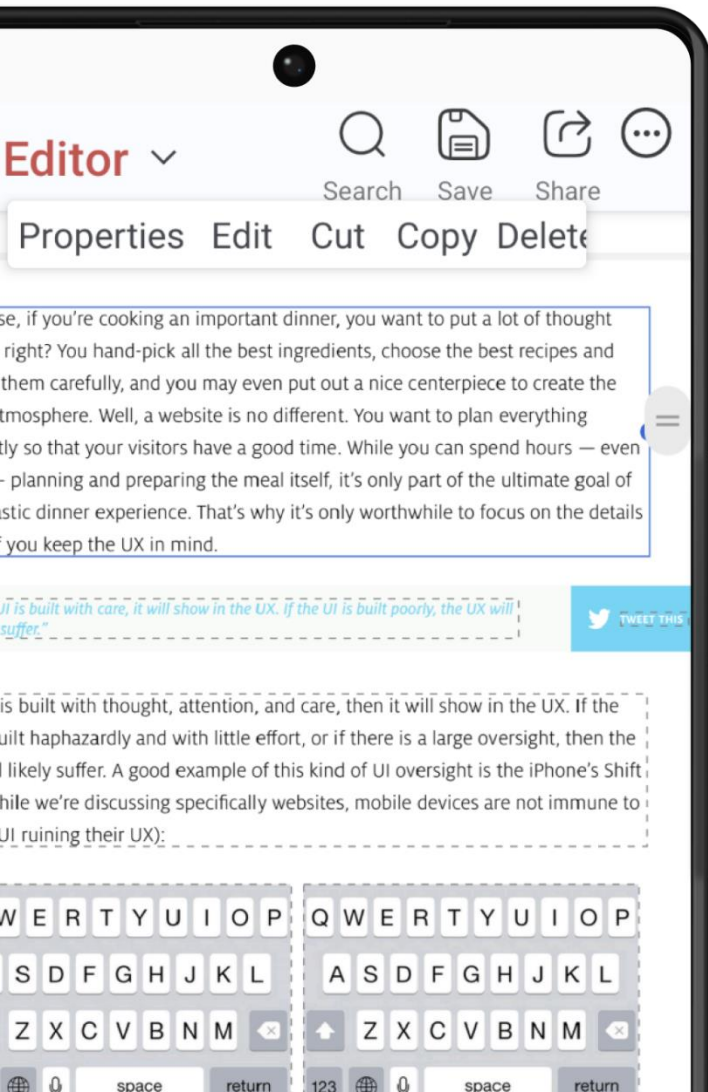 Editor
Search Save Share
Properties Edit Cut Copy Delete
se, if you're cooking an important dinner, you want to put a lot of thought
right? You hand-pick all the best ingredients, choose the best recipes and
them carefully, and you may even put out a nice centerpiece to create the
tmosphere. Well, a website is no different. You want to plan everything
tly so that your visitors have a good time. While you can spend hours — even
– planning and preparing the meal itself, it's only part of the ultimate goal of
astic dinner experience. That's why it's only worthwhile to focus on the details
f you keep the UX in mind.
UI is built with care, it will show in the UX. If the UI is built poorly, the UX will
suffer."
TWEET THIS
is built with thought, attention, and care, then it will show in the UX. If the
uilt haphazardly and with little effort, or if there is a large oversight, then the
l likely suffer. A good example of this kind of UI oversight is the iPhone's Shift
hile we're discussing specifically websites, mobile devices are not immune to
UI ruining their UX):
W E R T Y U I O P Q W E R T Y U I O P
S D F G H J K L A S D F G H J K L
Z X C V B N M Z X C V B N M
space return 123 space return